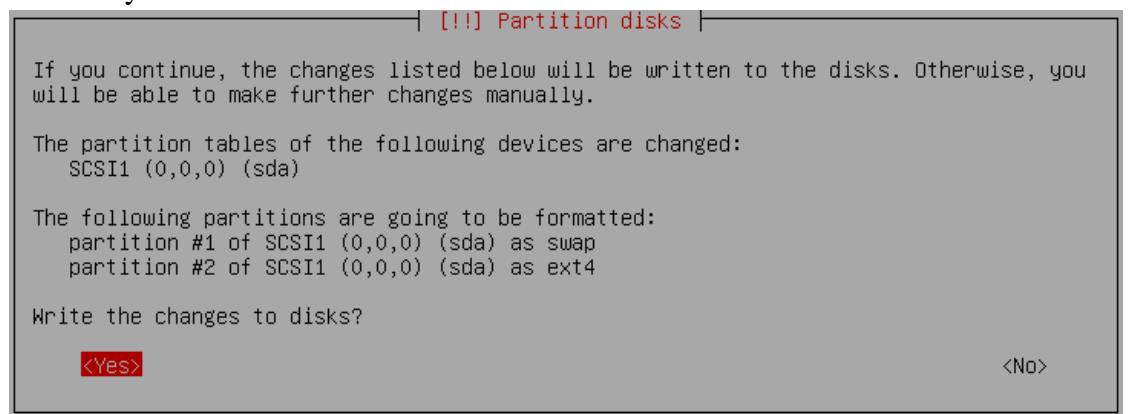 [!!] Partition disks
If you continue, the changes listed below will be written to the disks. Otherwise, you
will be able to make further changes manually.
The partition tables of the following devices are changed:
SCSI1 (0,0,0) (sda)
The following partitions are going to be formatted:
partition #1 of SCSI1 (0,0,0) (sda) as swap
partition #2 of SCSI1 (0,0,0) (sda) as ext4
Write the changes to disks?
<Yes> <No>